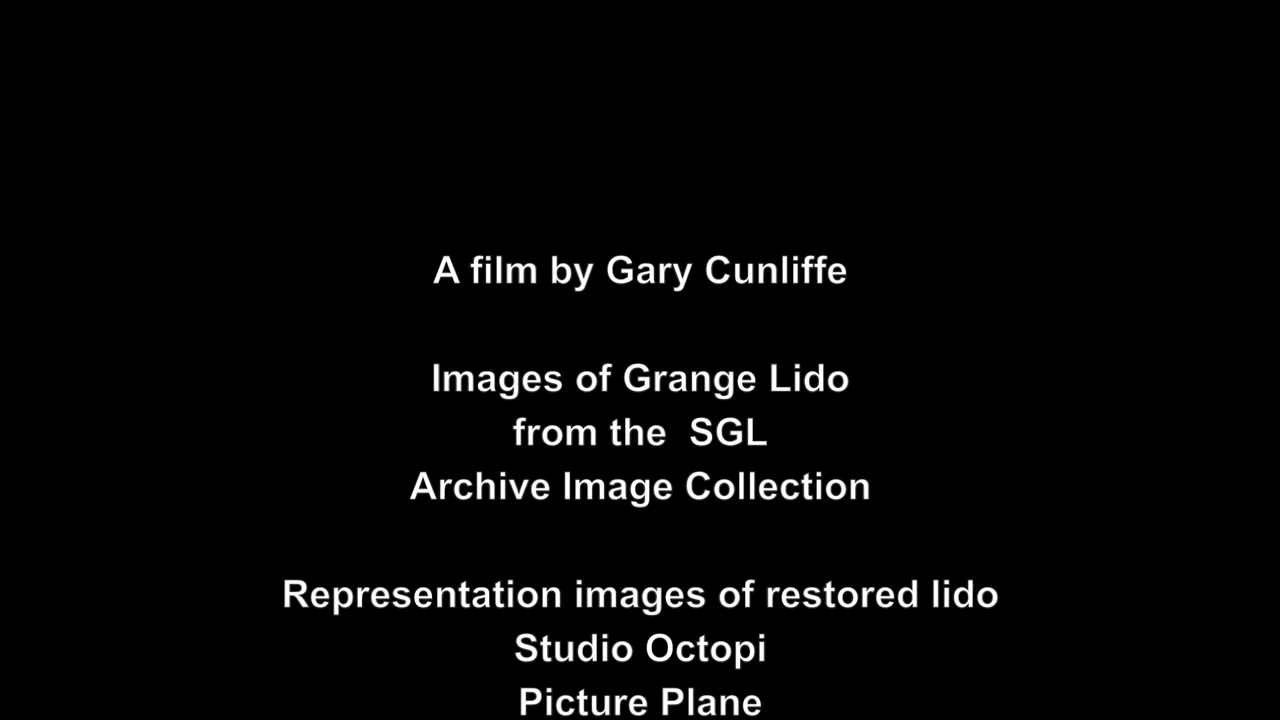 A film by Gary Cunliffe
Images of Grange Lido
from the  SGL
Archive Image Collection
Representation images of restored lido
Studio Octopi
Picture Plane